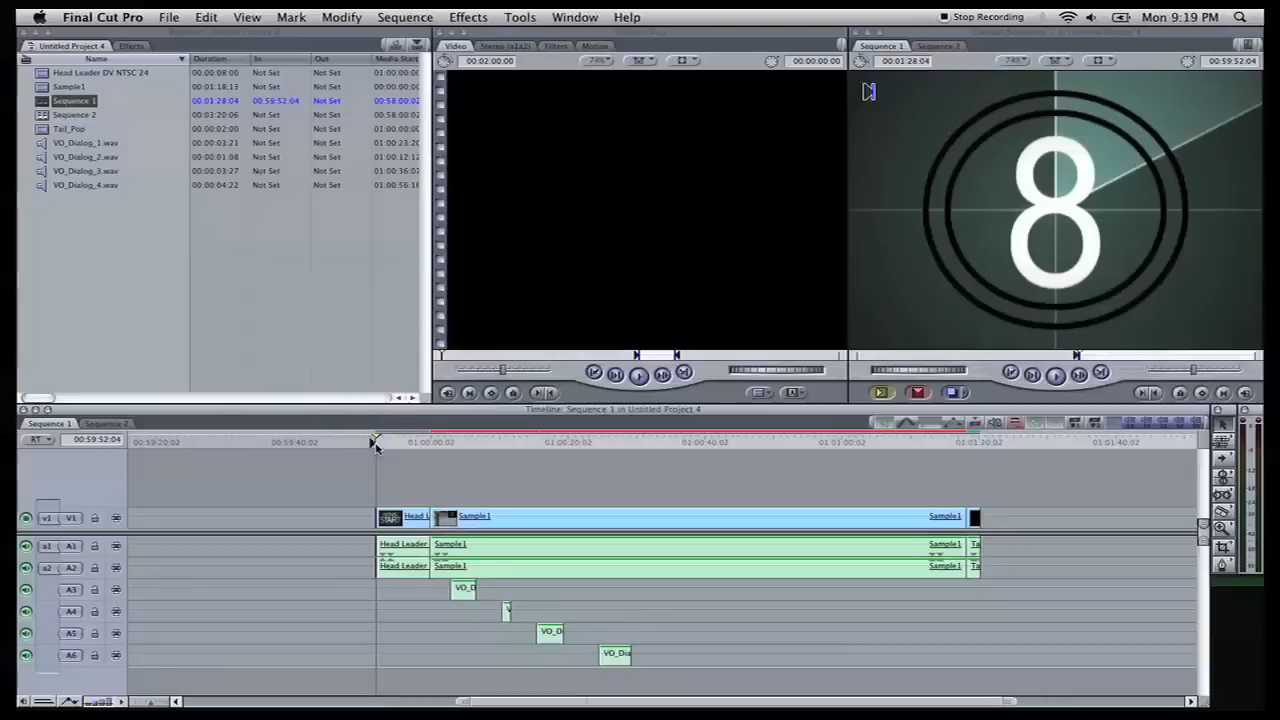 Final Cut Pro File Edit View Mark Modify Sequence Effects Tools Window Help Stop Recording Mon 9:19 PM
Untitled Project 4 Effects
Video Stereo (a1a2) Filters Motion
Sequence 1 Sequence 2
Name Duration In Out Media Start
00:02:00:00 74% 00:00:00:00
00:01:28:04 74% 00:59:52:04
Head Leader DV NTSC 24 00:00:08:00 Not Set Not Set 01:00:00:00
Sample1 00:01:18:13 Not Set Not Set 01:00:00:00
Sequence 1 00:01:28:04 00:59:52:04 Not Set 00:58:00:02
Sequence 2 00:03:20:06 Not Set Not Set 00:58:00:02
Tail_Pop 00:00:02:00 Not Set Not Set 01:00:00:00
VO_Dialog_1.wav 00:00:03:21 Not Set Not Set 01:00:23:20
VO_Dialog_2.wav 00:00:01:08 Not Set Not Set 01:00:12:12
VO_Dialog_3.wav 00:00:03:27 Not Set Not Set 01:00:36:07
VO_Dialog_4.wav 00:00:04:22 Not Set Not Set 01:00:56:16
8
Timeline: Sequence 1 in Untitled Project 4
Sequence 1 Sequence 2
RT 00:59:52:04 00:59:20:02 00:59:40:02 01:00:00:02 01:00:20:02 01:00:40:02 01:01:00:02 01:01:20:02 01:01:40:02
v1 V1 START Head L Sample1 Sample1
a1 A1 Head Leader Sample1 Sample1 Ta
a2 A2 Head Leader Sample1 Sample1 Ta
A3 VO_D
A4 V
A5 VO_Di
A6 VO_Dia